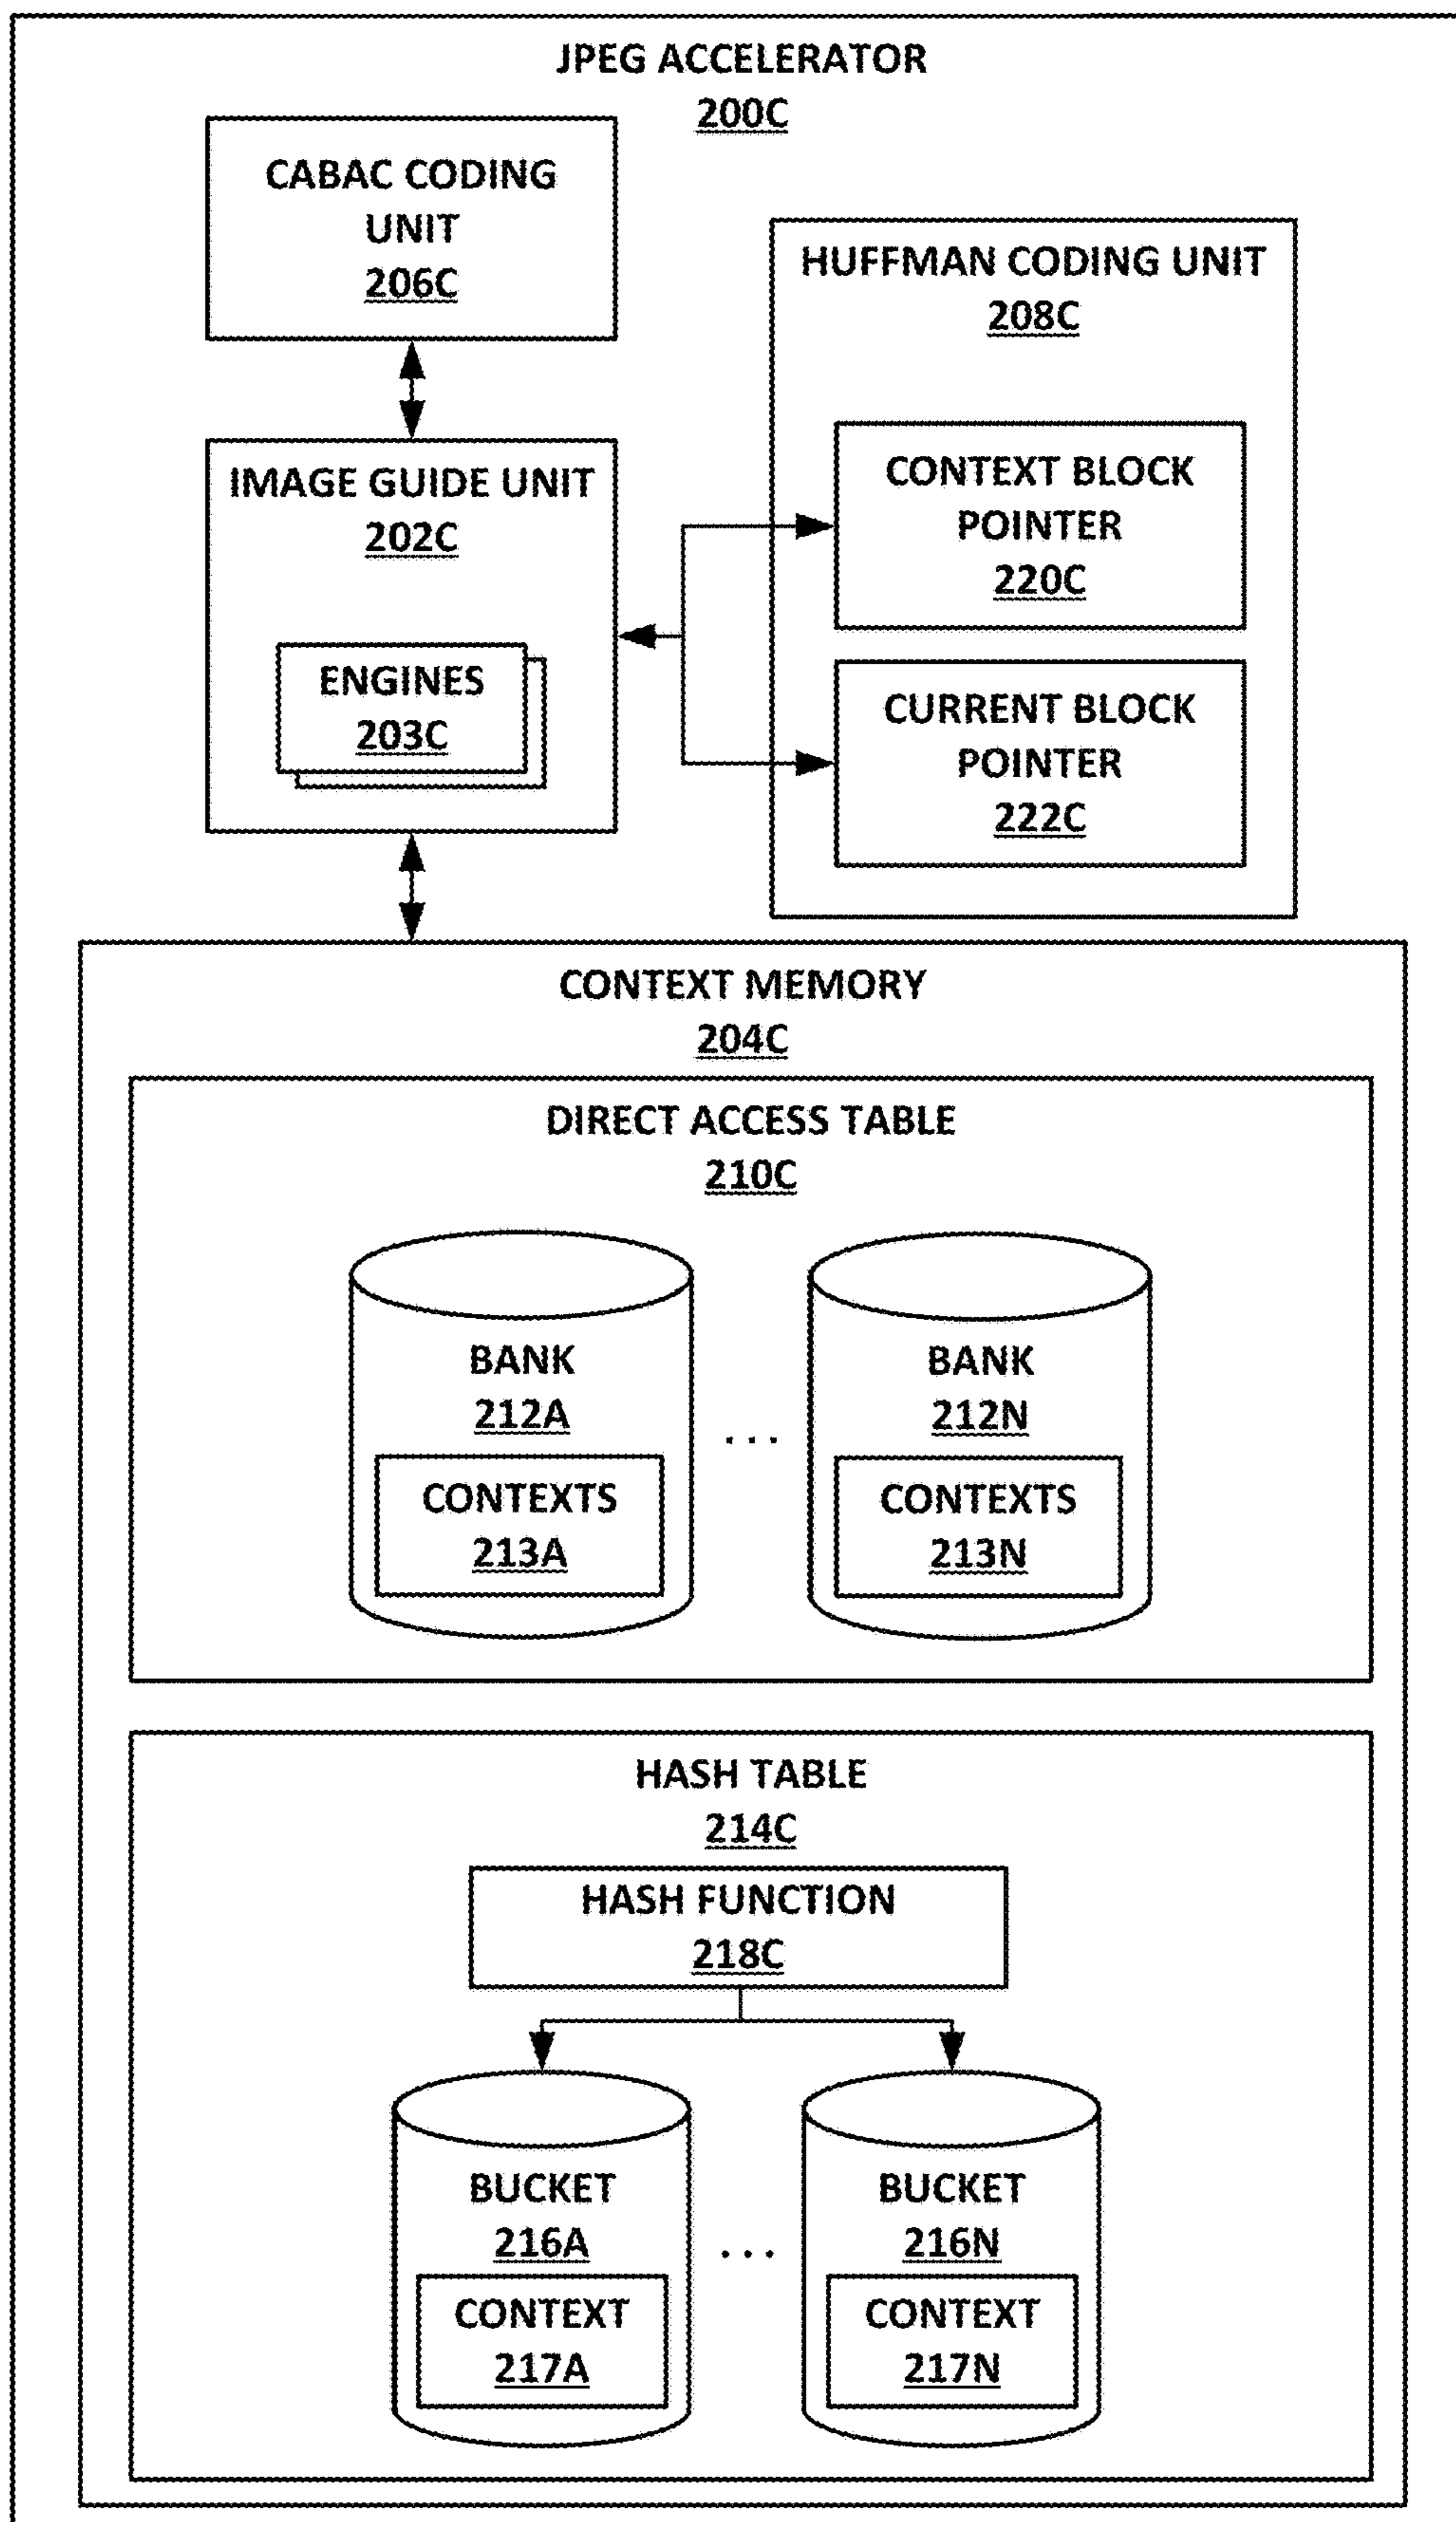 JPEG ACCELERATOR
200C
CABAC CODING
UNIT
206C
HUFFMAN CODING UNIT
208C
IMAGE GUIDE UNIT
202C
ENGINES
203C
CONTEXT BLOCK
POINTER
220C
CURRENT BLOCK
POINTER
222C
CONTEXT MEMORY
204C
DIRECT ACCESS TABLE
210C
BANK
212A
CONTEXTS
213A
...
BANK
212N
CONTEXTS
213N
HASH TABLE
214C
HASH FUNCTION
218C
BUCKET
216A
CONTEXT
217A
...
BUCKET
216N
CONTEXT
217N